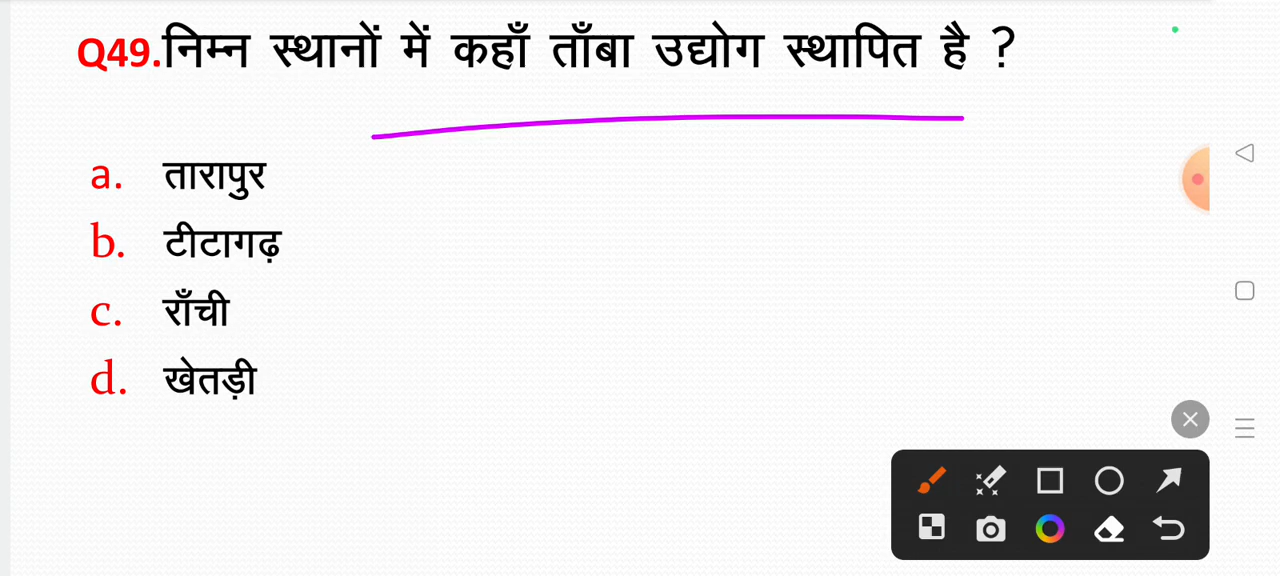 Q49.निम्न स्थानों में कहाँ ताँबा उद्योग स्थापित है ?
a. तारापुर
b. टीटागढ़
c. राँची
d. खेतड़ी